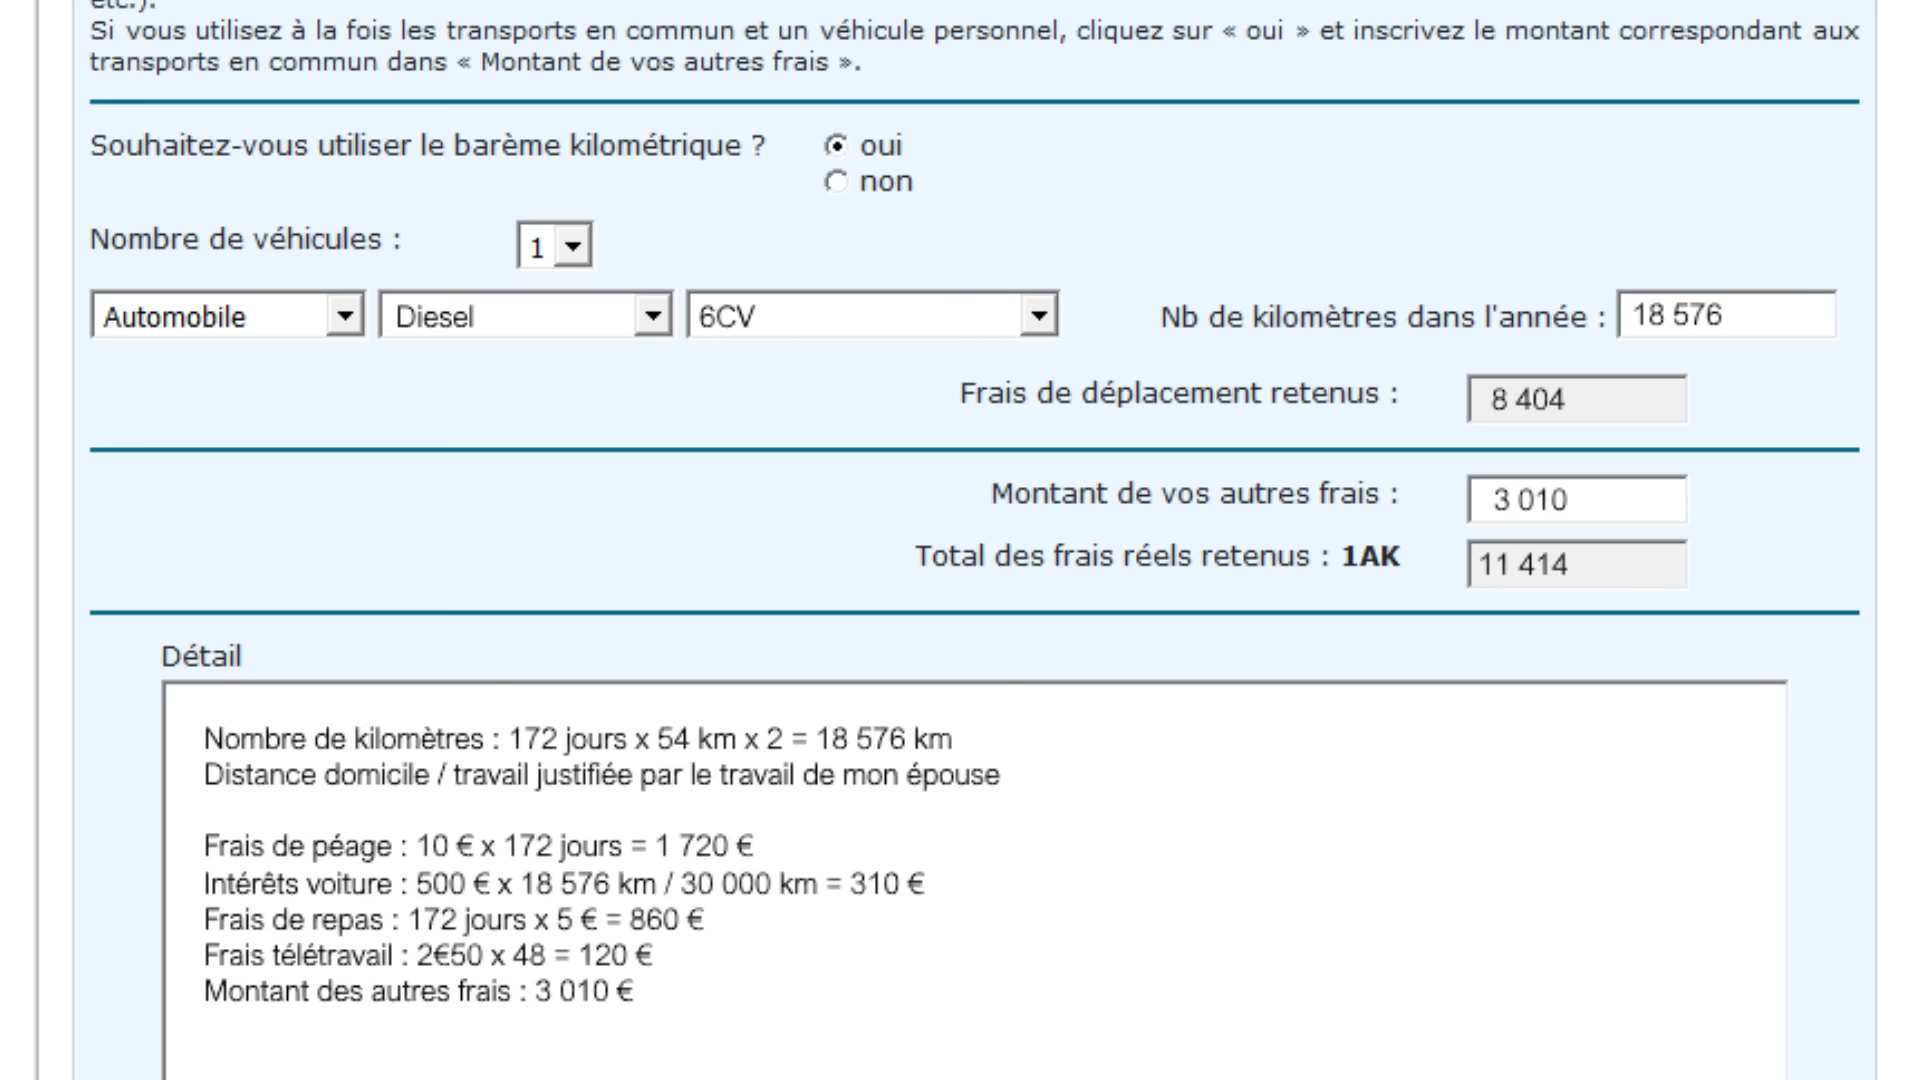 etc.).
Si vous utilisez à la fois les transports en commun et un véhicule personnel, cliquez sur « oui » et inscrivez le montant correspondant aux
transports en commun dans « Montant de vos autres frais ».
Souhaitez-vous utiliser le barème kilométrique ? oui
non
Nombre de véhicules : 1
Automobile Diesel 6CV Nb de kilomètres dans l'année : 18 576
Frais de déplacement retenus : 8 404
Montant de vos autres frais : 3 010
Total des frais réels retenus : 1AK 11 414
Détail
Nombre de kilomètres : 172 jours x 54 km x 2 = 18 576 km
Distance domicile / travail justifiée par le travail de mon épouse
Frais de péage : 10 € x 172 jours = 1 720 €
Intérêts voiture : 500 € x 18 576 km / 30 000 km = 310 €
Frais de repas : 172 jours x 5 € = 860 €
Frais télétravail : 2€50 x 48 = 120 €
Montant des autres frais : 3 010 €